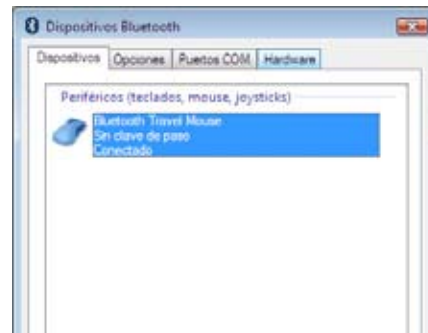 Dispositivos Bluetooth
Dispositivos Opciones Puertos COM Hardware
Periféricos (teclados, mouse, joysticks)
Bluetooth Travel Mouse
Sin clave de paso
Conectado